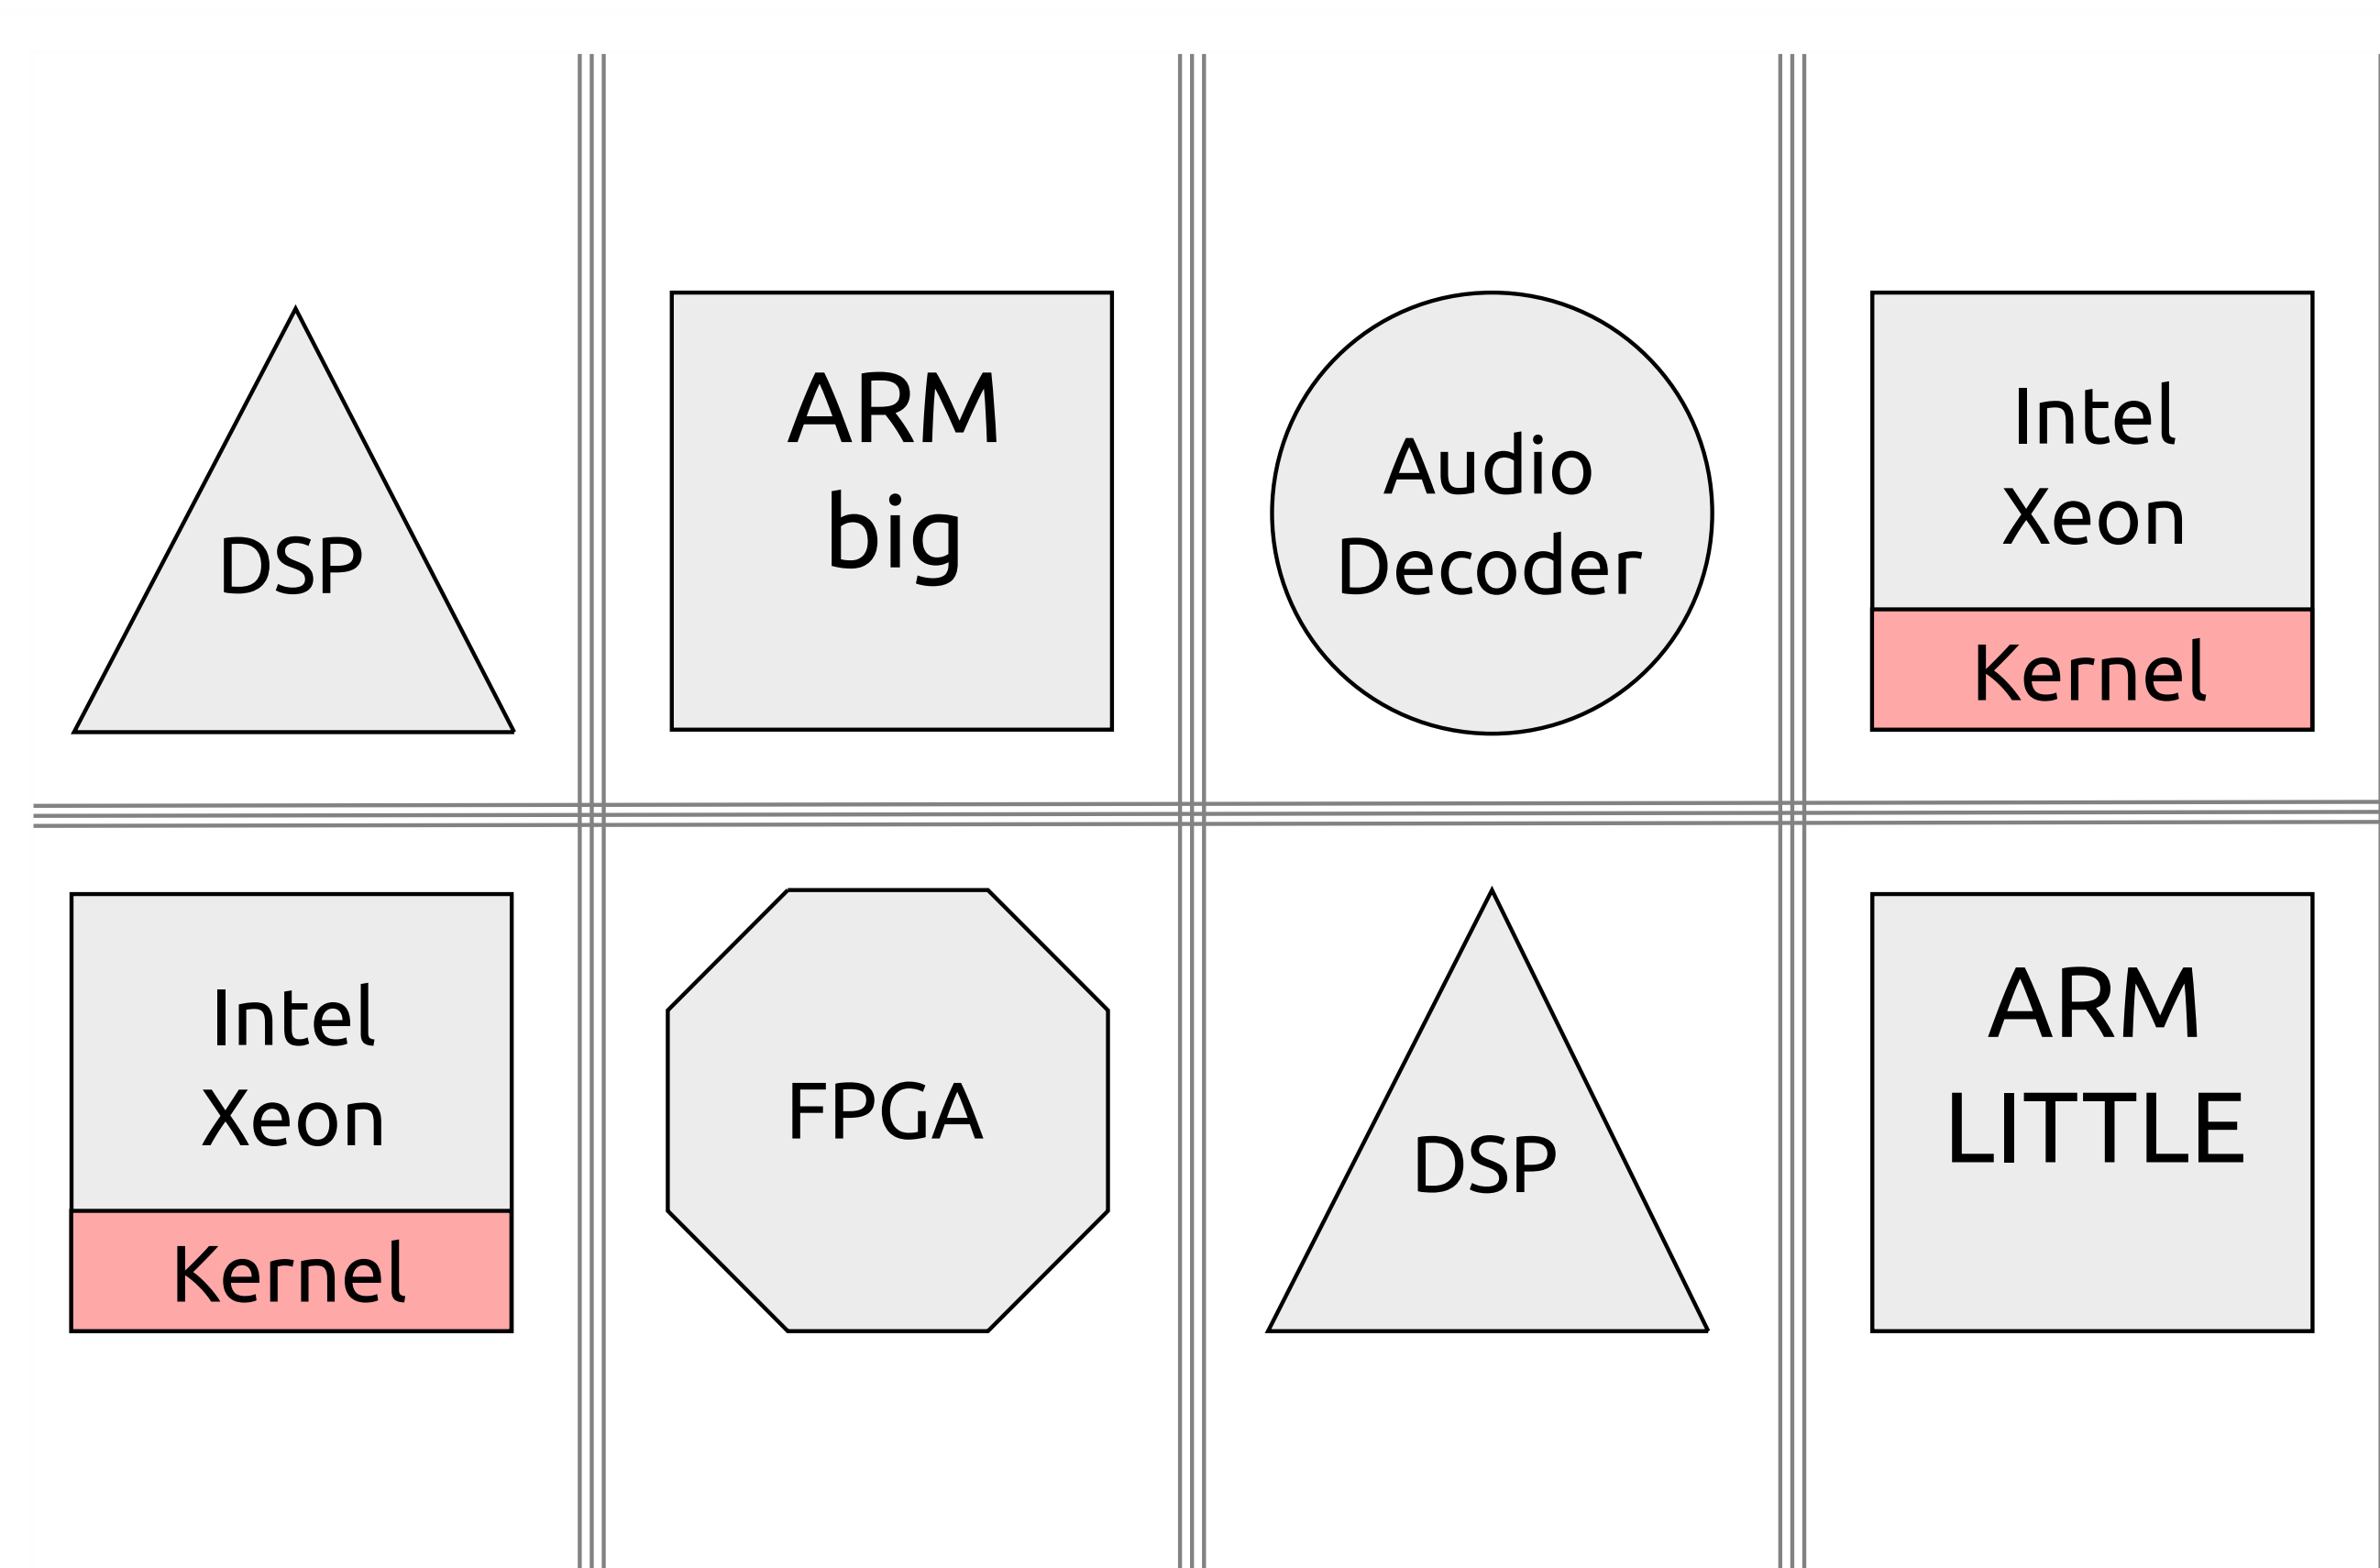 DSP
ARM
big
Audio
Decoder
Intel
Xeon
Kernel
Intel
Xeon
Kernel
FPGA
DSP
ARM
LITTLE